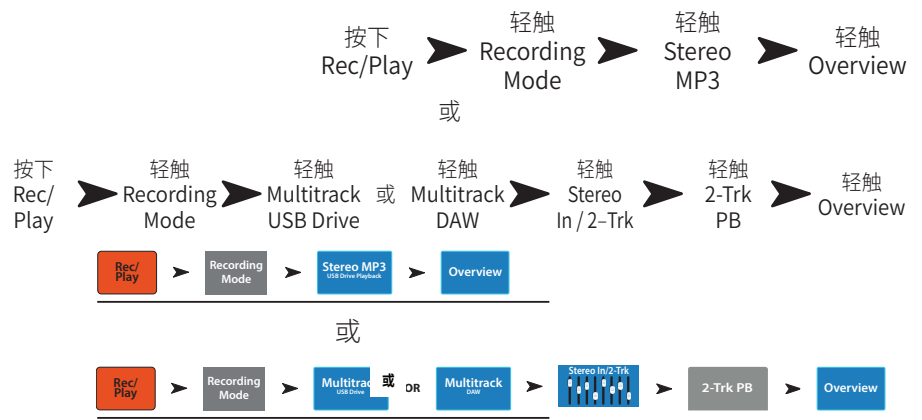 按下
Rec/Play
轻触
Recording
Mode
轻触
Stereo
MP3
轻触
Overview
或
按下
Rec/
Play
轻触
Recording
Mode
轻触
Multitrack
USB Drive
或
轻触
Multitrack
DAW
轻触
Stereo
In / 2–Trk
轻触
2-Trk
PB
轻触
Overview
Rec/
Play
Recording
Mode
Stereo MP3
USB Drive Playback
Overview
或
Rec/
Play
Recording
Mode
Multitrac
USB Drive
或
OR
Multitrack
DAW
Stereo In/2-Trk
2-Trk PB
Overview